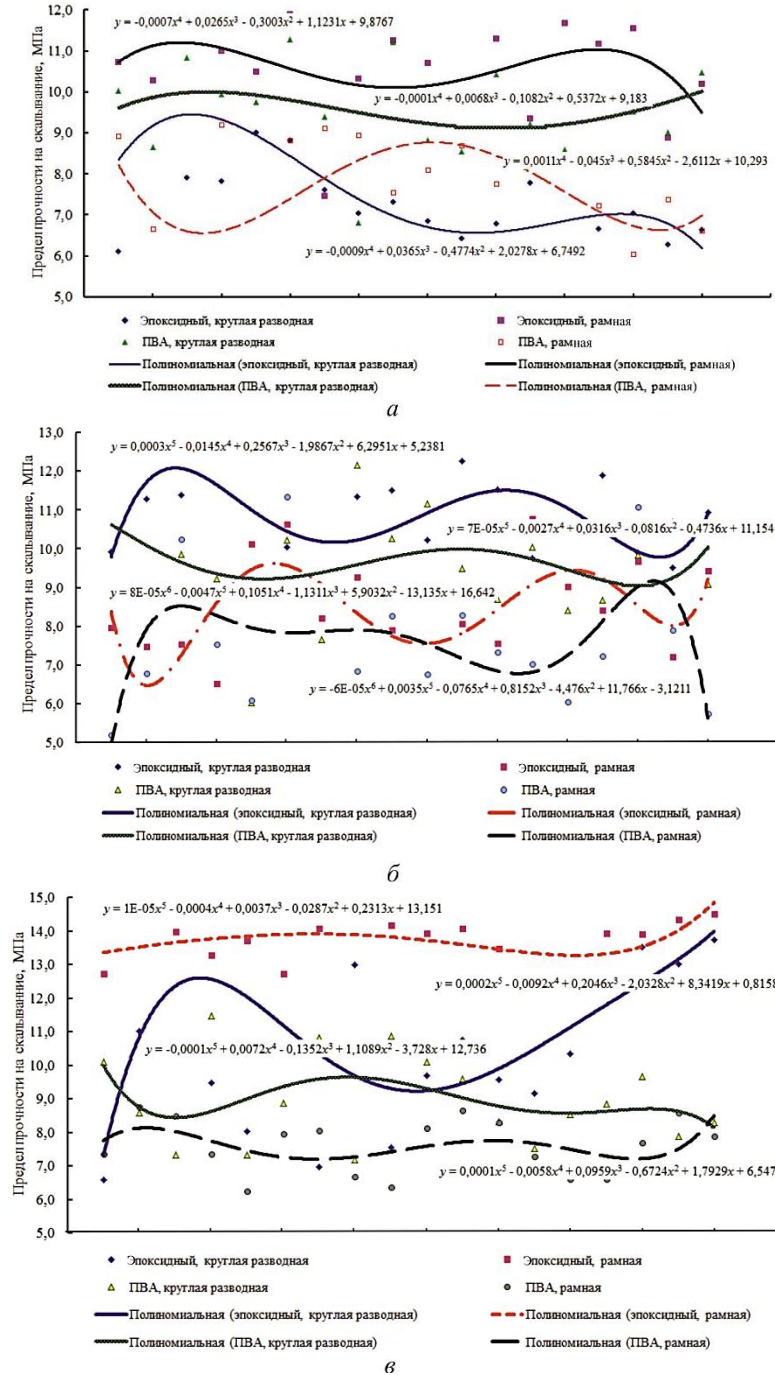 Предел прочности на скалывание, МПа
12,0
11,0
10,0
9,0
8,0
7,0
6,0
5,0
y = -0,0007x⁴ + 0,0265x³ - 0,3003x² + 1,1231x + 9,8767
y = -0,0001x⁴ + 0,0068x³ - 0,1082x² + 0,5372x + 9,183
y = 0,0011x⁴ - 0,045x³ + 0,5845x² - 2,6112x + 10,293
y = -0,0009x⁴ + 0,0365x³ - 0,4774x² + 2,0278x + 6,7492
Эпоксидный, круглая разводная
Эпоксидный, рамная
ПВА, круглая разводная
ПВА, рамная
Полиномиальная (эпоксидный, круглая разводная)
Полиномиальная (эпоксидный, рамная)
Полиномиальная (ПВА, круглая разводная)
Полиномиальная (ПВА, рамная)
а
Предел прочности на скалывание, МПа
13,0
12,0
11,0
10,0
9,0
8,0
7,0
6,0
5,0
y = 0,0003x⁵ - 0,0145x⁴ + 0,2567x³ - 1,9867x² + 6,2951x + 5,2381
y = 7E-05x⁵ - 0,0027x⁴ + 0,0316x³ - 0,0816x² - 0,4736x + 11,154
y = 8E-05x⁶ - 0,0047x⁵ + 0,1051x⁴ - 1,1311x³ + 5,9032x² - 13,135x + 16,642
y = -6E-05x⁶ + 0,0035x⁵ - 0,0765x⁴ + 0,8152x³ - 4,476x² + 11,766x - 3,1211
Эпоксидный, круглая разводная
Эпоксидный, рамная
ПВА, круглая разводная
ПВА, рамная
Полиномиальная (эпоксидный, круглая разводная)
Полиномиальная (эпоксидный, рамная)
Полиномиальная (ПВА, круглая разводная)
Полиномиальная (ПВА, рамная)
б
Предел прочности на скалывание, МПа
15,0
14,0
13,0
12,0
11,0
10,0
9,0
8,0
7,0
6,0
5,0
y = 1E-05x⁵ - 0,0004x⁴ + 0,0037x³ - 0,0287x² + 0,2313x + 13,151
y = 0,0002x⁵ - 0,0092x⁴ + 0,2046x³ - 2,0328x² + 8,3419x + 0,8158
y = -0,0001x⁵ + 0,0072x⁴ - 0,1352x³ + 1,1089x² - 3,728x + 12,736
y = 0,0001x⁵ - 0,0058x⁴ + 0,0959x³ - 0,6724x² + 1,7929x + 6,547
Эпоксидный, круглая разводная
Эпоксидный, рамная
ПВА, круглая разводная
ПВА, рамная
Полиномиальная (эпоксидный, круглая разводная)
Полиномиальная (эпоксидный, рамная)
Полиномиальная (ПВА, круглая разводная)
Полиномиальная (ПВА, рамная)
в